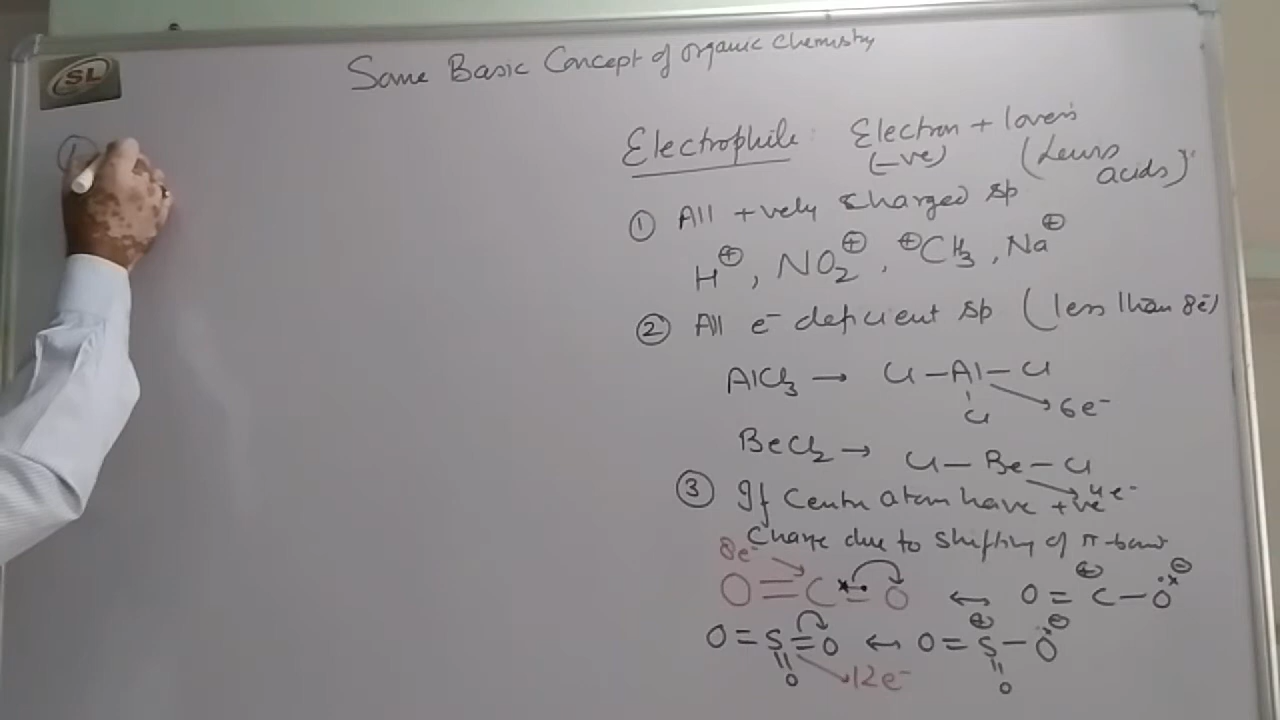 Some Basic Concept of Organic Chemistry
SL
①
Electrophile: Electron + lovers
(-ve) (Lewis acids)
① All +vely charged sp
H⊕, NO₂⊕, ⊕CH₃, Na⊕
② All e⁻ deficient sp (less than 8e⁻)
AlCl₃ → Cl–Al–Cl
Cl 6e⁻
BeCl₂ → Cl–Be–Cl
4e⁻
③ If Centre atom have +ve
Charge due to shifting of π-bond
8e⁻
O=C=O ↔ O=C⊕–O⊖
O=S=O ↔ O=S⊕–O⊖
O 12e⁻ O